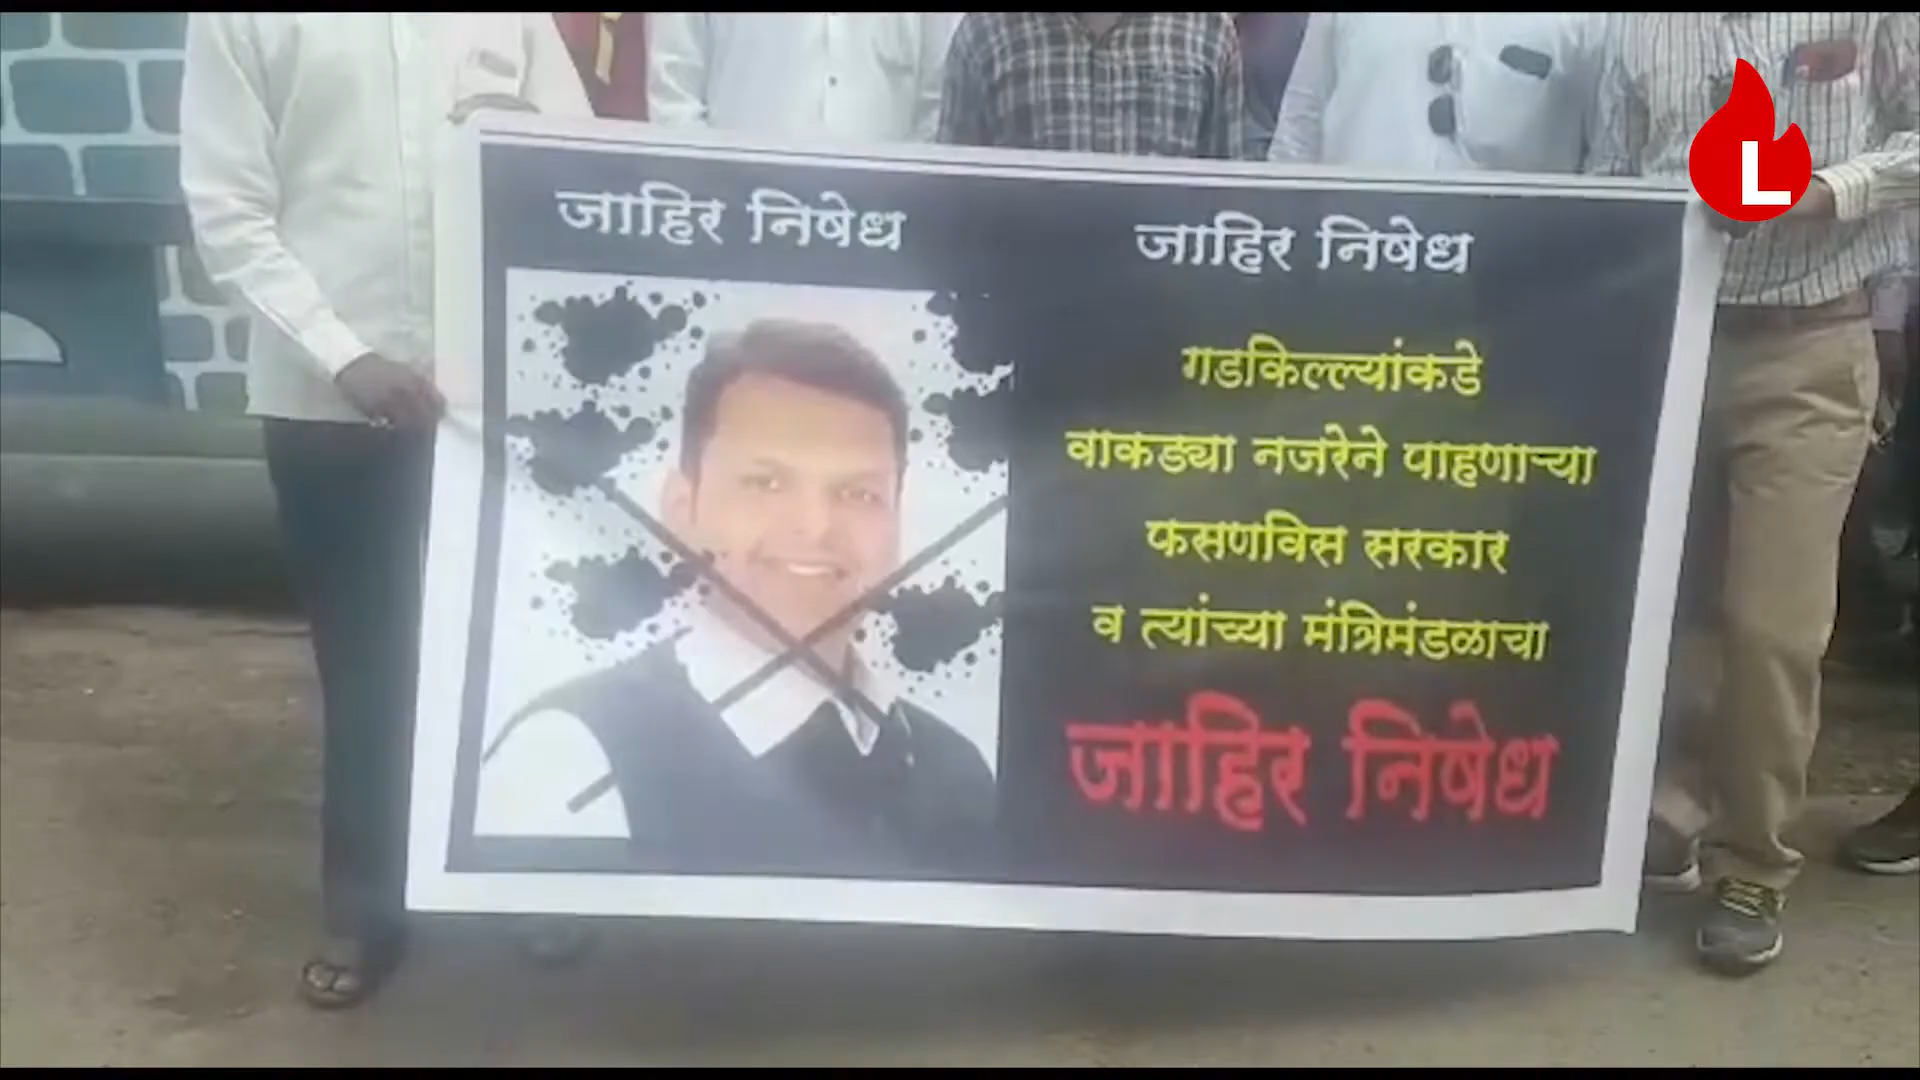 जाहिर निषेध
जाहिर निषेध
गडकिल्ल्यांकडे
वाकड्या नजरेने पाहणाऱ्या
फसणविस सरकार
व त्यांच्या मंत्रिमंडळाचा
जाहिर निषेध
L